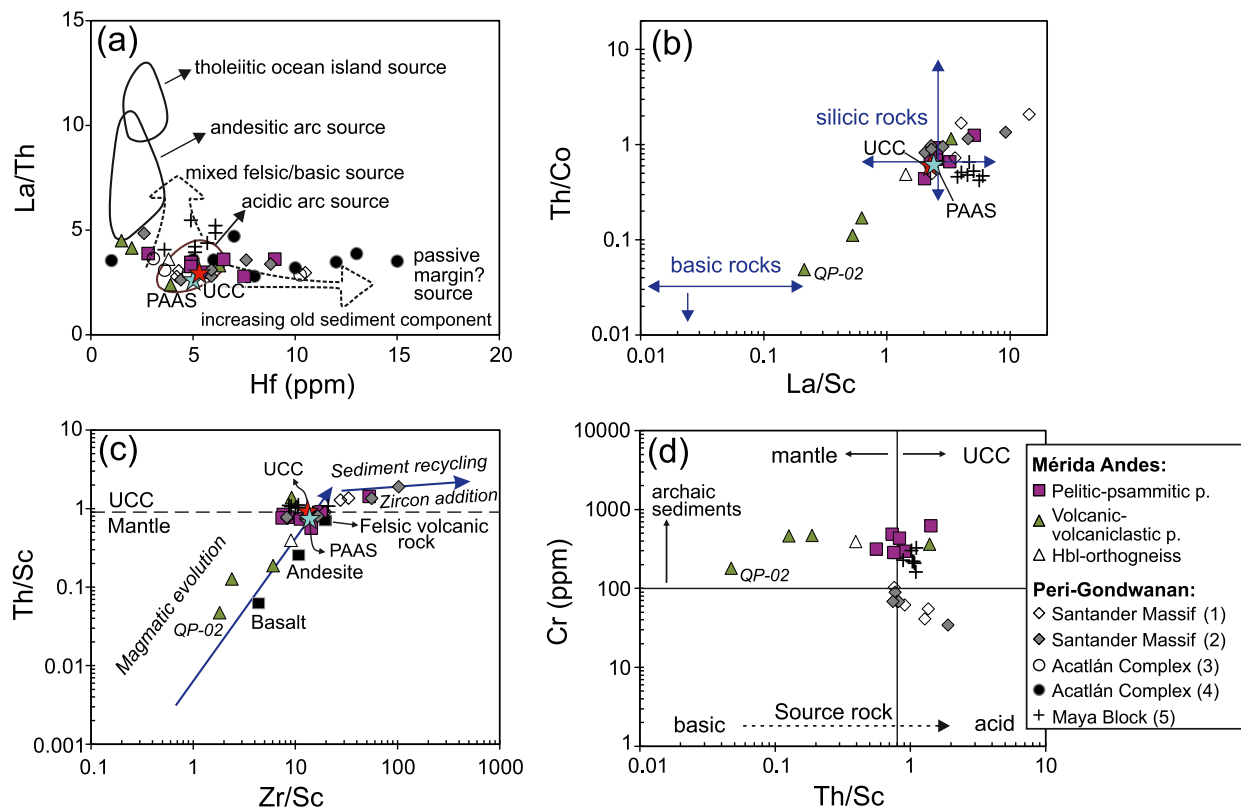 (a)
15
10
5
0
0
5
10
15
20
La/Th
Hf (ppm)
tholeiitic ocean island source
andesitic arc source
mixed felsic/basic source
acidic arc source
passive
margin?
source
PAAS
UCC
increasing old sediment component
(b)
10
1
0.1
0.01
0.01
0.1
1
10
Th/Co
La/Sc
silicic rocks
UCC
PAAS
basic rocks
QP-02
(c)
10
1
0.1
0.01
0.001
0.1
1
10
100
1000
Th/Sc
Zr/Sc
UCC
Sediment recycling
UCC
Zircon addition
Mantle
Felsic volcanic
rock
PAAS
Andesite
Magmatic evolution
Basalt
QP-02
(d)
10000
1000
100
10
1
0.01
0.1
1
10
Cr (ppm)
Th/Sc
mantle
UCC
archaic
sediments
QP-02
basic
Source rock
acid
Mérida Andes:
Pelitic-psammitic p.
Volcanic-
volcaniclastic p.
Hbl-orthogneiss
Peri-Gondwanan:
Santander Massif (1)
Santander Massif (2)
Acatlán Complex (3)
Acatlán Complex (4)
Maya Block (5)